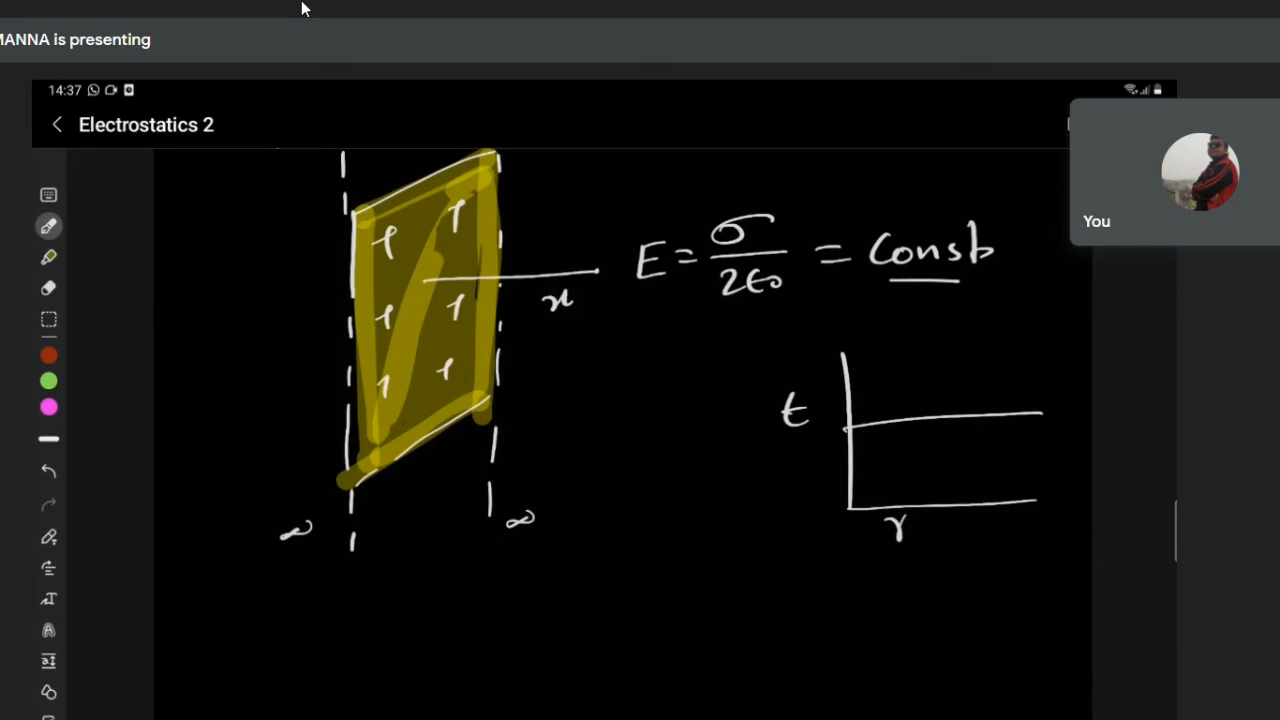 MANNA is presenting
14:37
Electrostatics 2
You
+ +
E = σ/2ε₀ = const
x
+ +
+ +
E
r
∞ ∞